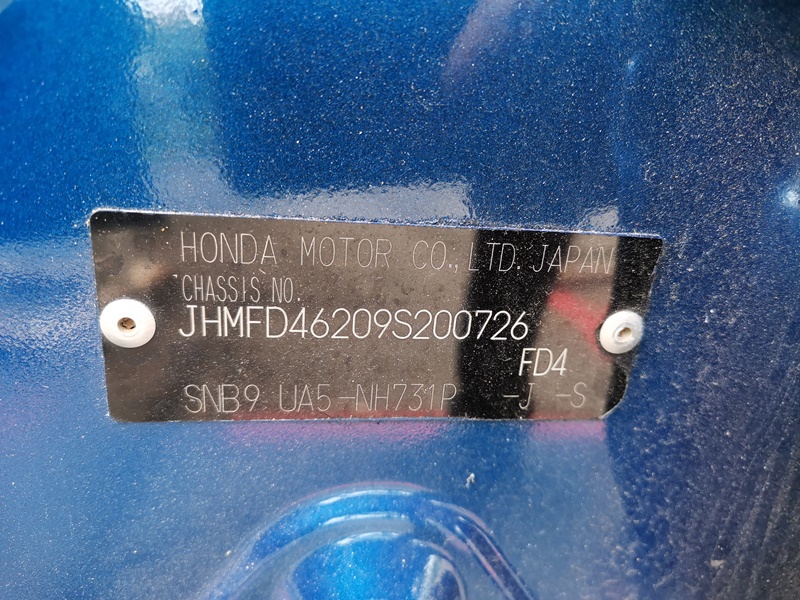 HONDA MOTOR CO.,LTD. JAPAN
CHASSIS NO.
JHMFD46209S200726
FD4
SNB9 UA5-NH731P -J -S